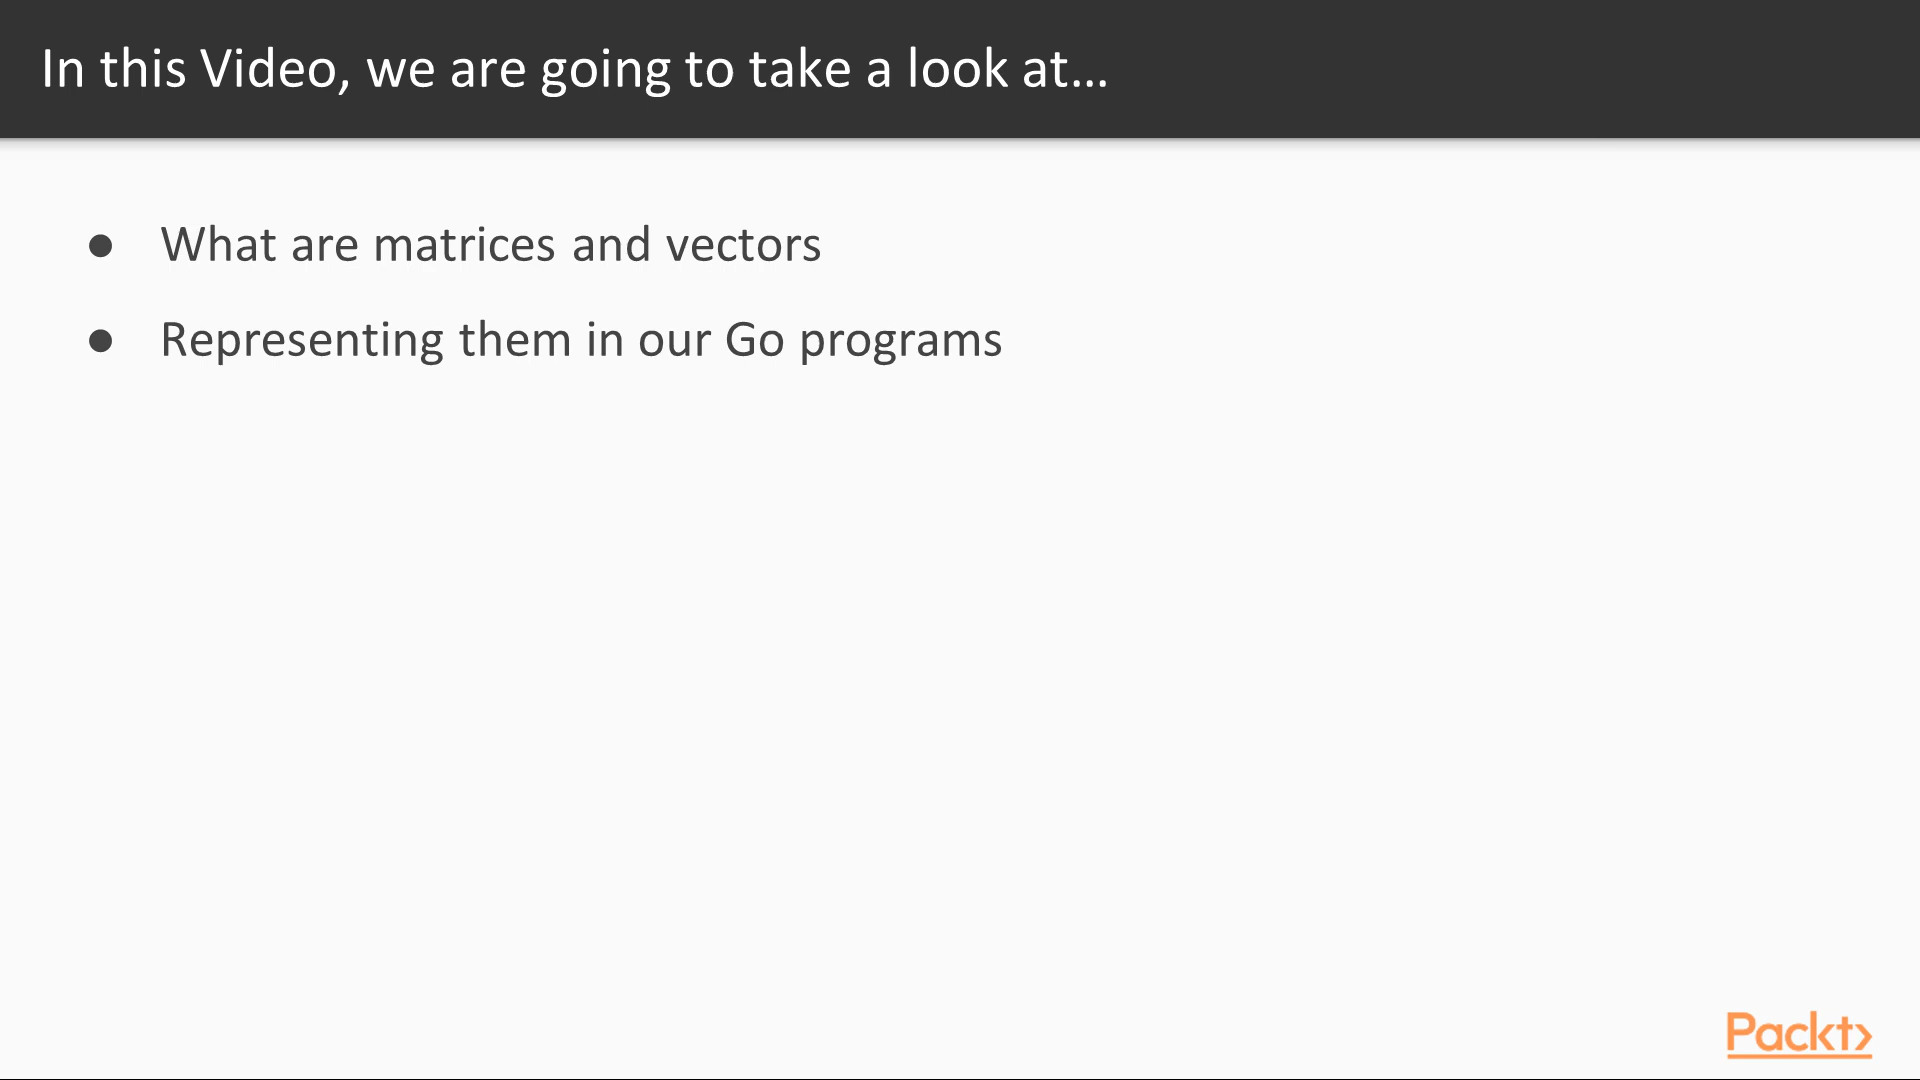 In this Video, we are going to take a look at...
● What are matrices and vectors
● Representing them in our Go programs
Packt>